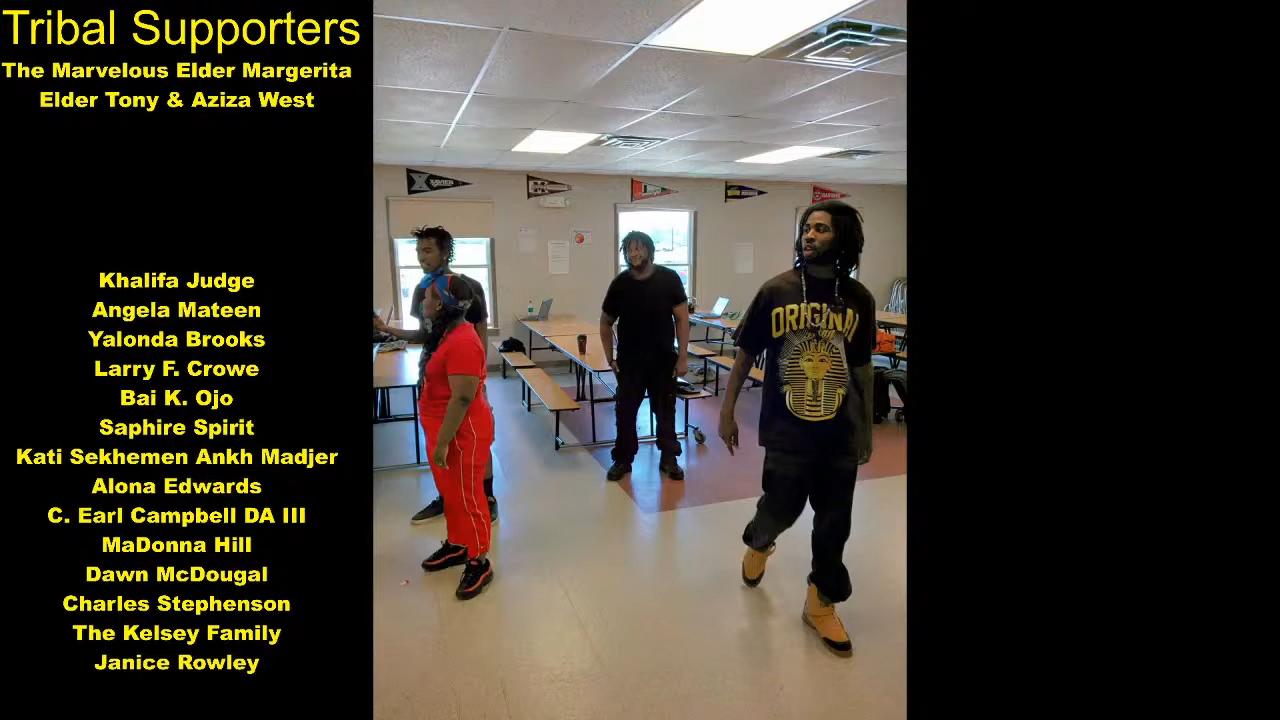 Tribal Supporters
The Marvelous Elder Margerita
Elder Tony & Aziza West
Khalifa Judge
Angela Mateen
Yalonda Brooks
Larry F. Crowe
Bai K. Ojo
Saphire Spirit
Kati Sekhemen Ankh Madjer
Alona Edwards
C. Earl Campbell DA III
MaDonna Hill
Dawn McDougal
Charles Stephenson
The Kelsey Family
Janice Rowley
XAVIER
ORIGINAL